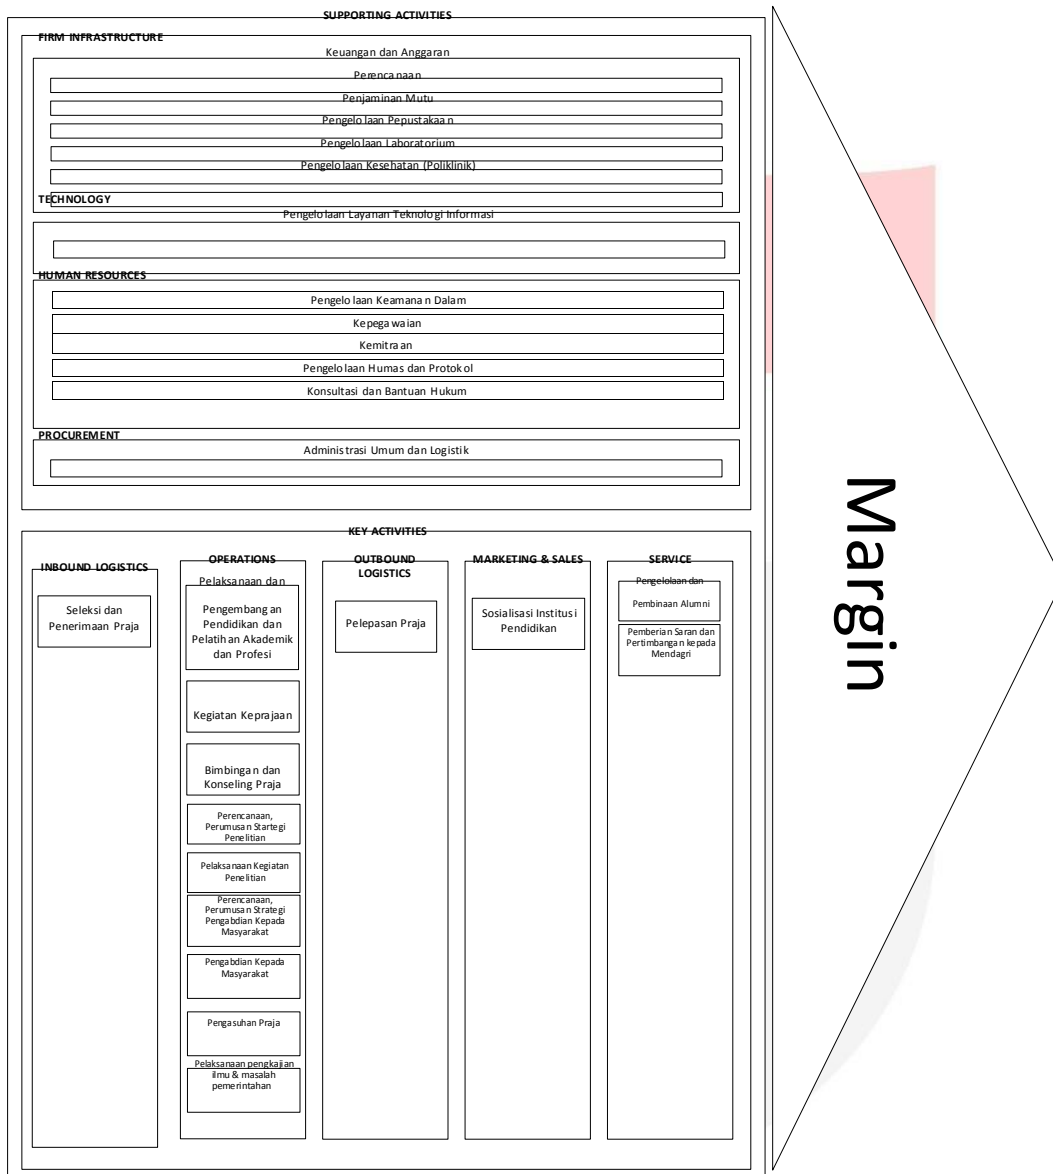 SUPPORTING ACTIVITIES
FIRM INFRASTRUCTURE
Keuangan dan Anggaran
Perencanaan
Penjaminan Mutu
Pengelolaan Pepustakaan
Pengelolaan Laboratorium
Pengelolaan Kesehatan (Poliklinik)
TECHNOLOGY
Pengelolaan Layanan Teknologi Informasi
HUMAN RESOURCES
Pengelolaan Keamanan Dalam
Kepegawaian
Kemitraan
Pengelolaan Humas dan Protokol
Konsultasi dan Bantuan Hukum
PROCUREMENT
Administrasi Umum dan Logistik
KEY ACTIVITIES
INBOUND LOGISTICS
Seleksi dan
Penerimaan Praja
OPERATIONS
Pelaksanaan dan
Pengembangan
Pendidikan dan
Pelatihan Akademik
dan Profesi
Kegiatan Keprajaan
Bimbingan dan
Konseling Praja
Perencanaan,
Perumusan Startegi
Penelitian
Pelaksanaan Kegiatan
Penelitian
Perencanaan,
Perumusan Strategi
Pengabdian Kepada
Masyarakat
Pengabdian Kepada
Masyarakat
Pengasuhan Praja
Pelaksanaan pengkajian
ilmu & masalah
pemerintahan
OUTBOUND
LOGISTICS
Pelepasan Praja
MARKETING & SALES
Sosialisasi Institusi
Pendidikan
SERVICE
Pengelolaan dan
Pembinaan Alumni
Pemberian Saran dan
Pertimbangan kepada
Mendagri
Margin